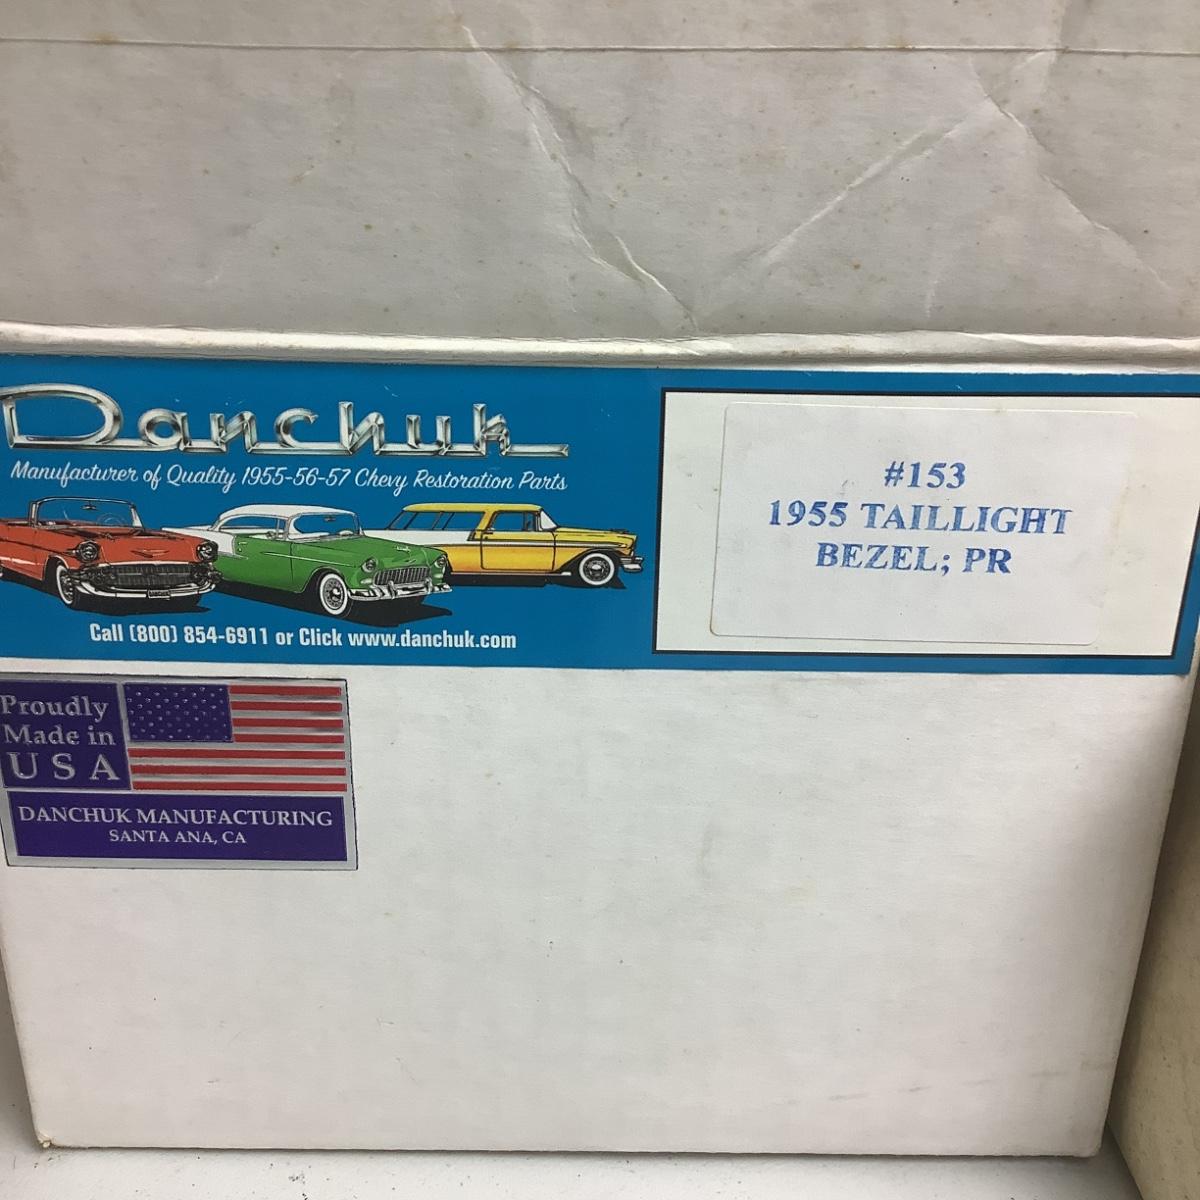 Danchuk
Manufacturer of Quality 1955-56-57 Chevy Restoration Parts
Call (800) 854-6911 or Click www.danchuk.com
#153
1955 TAILLIGHT
BEZEL; PR
Proudly
Made in
USA
DANCHUK MANUFACTURING
SANTA ANA, CA